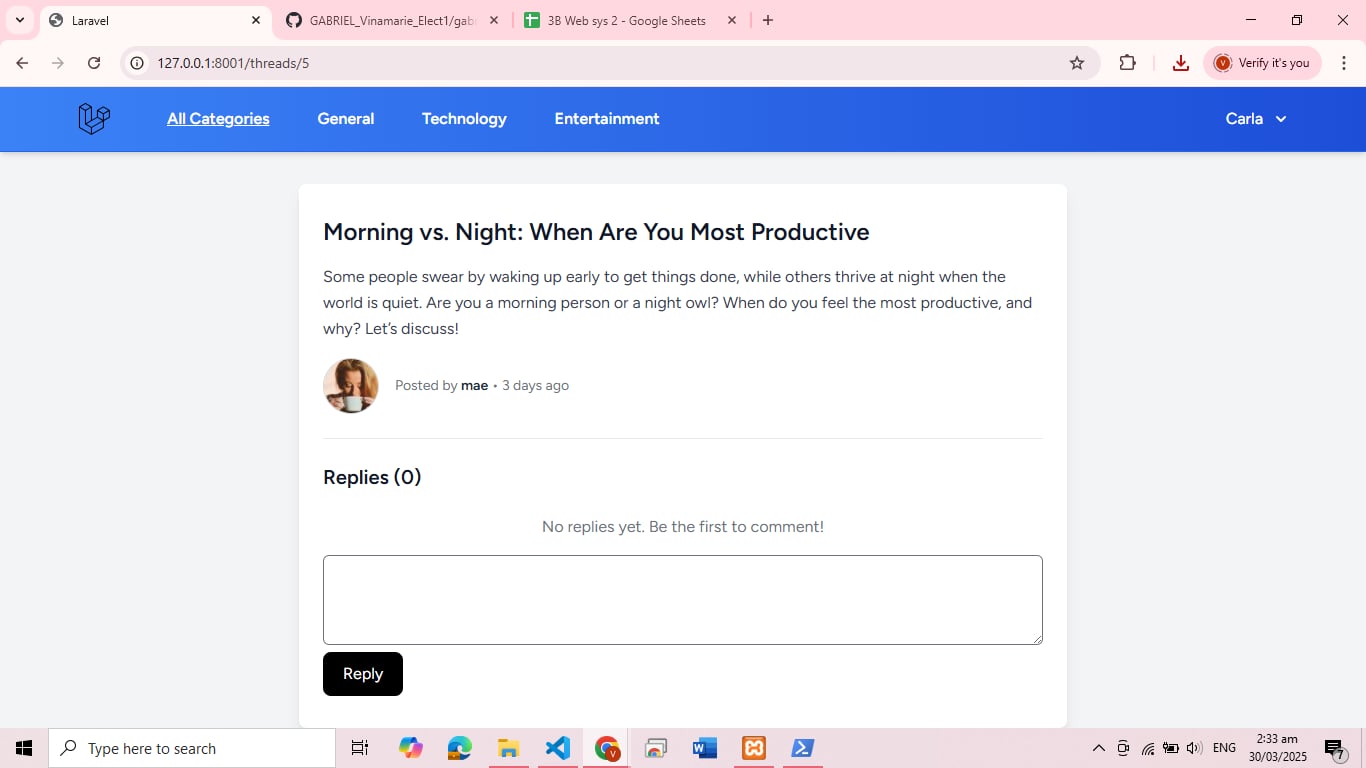 Laravel
GABRIEL_Vinamarie_Elect1/gab
3B Web sys 2 - Google Sheets
127.0.0.1:8001/threads/5
V
Verify it's you
All Categories
General
Technology
Entertainment
Carla
Morning vs. Night: When Are You Most Productive
Some people swear by waking up early to get things done, while others thrive at night when the
world is quiet. Are you a morning person or a night owl? When do you feel the most productive, and
why? Let’s discuss!
Posted by mae • 3 days ago
Replies (0)
No replies yet. Be the first to comment!
Reply
Type here to search
V
W
ENG
2:33 am
30/03/2025
7